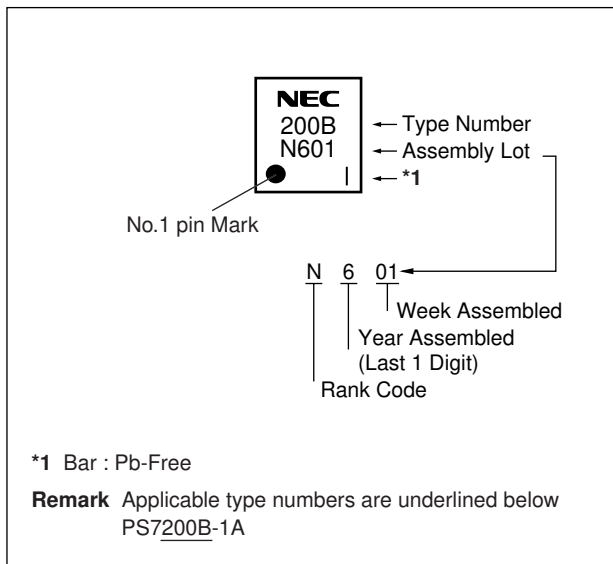 NEC
200B ← Type Number
N601 ← Assembly Lot
| ← *1
No.1 pin Mark
N 6 01
Week Assembled
Year Assembled
(Last 1 Digit)
Rank Code
*1 Bar : Pb-Free
Remark Applicable type numbers are underlined below
PS7200B-1A